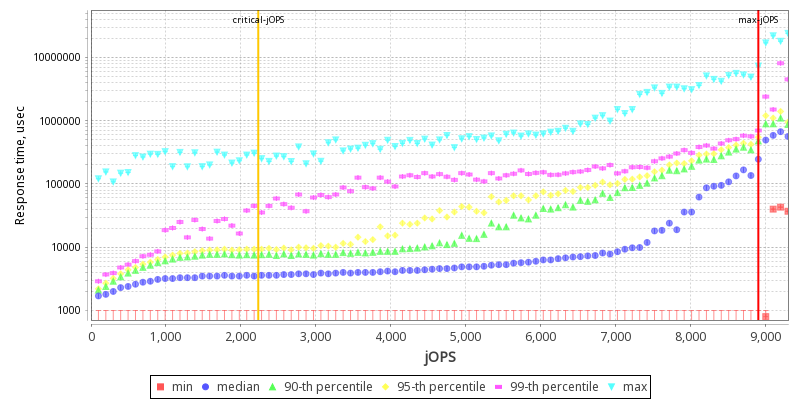 critical-jOPS
max-jOPS
Response time, usec
10000000
1000000
100000
10000
1000
0
1,000
2,000
3,000
4,000
5,000
6,000
7,000
8,000
9,000
jOPS
min
median
90-th percentile
95-th percentile
99-th percentile
max